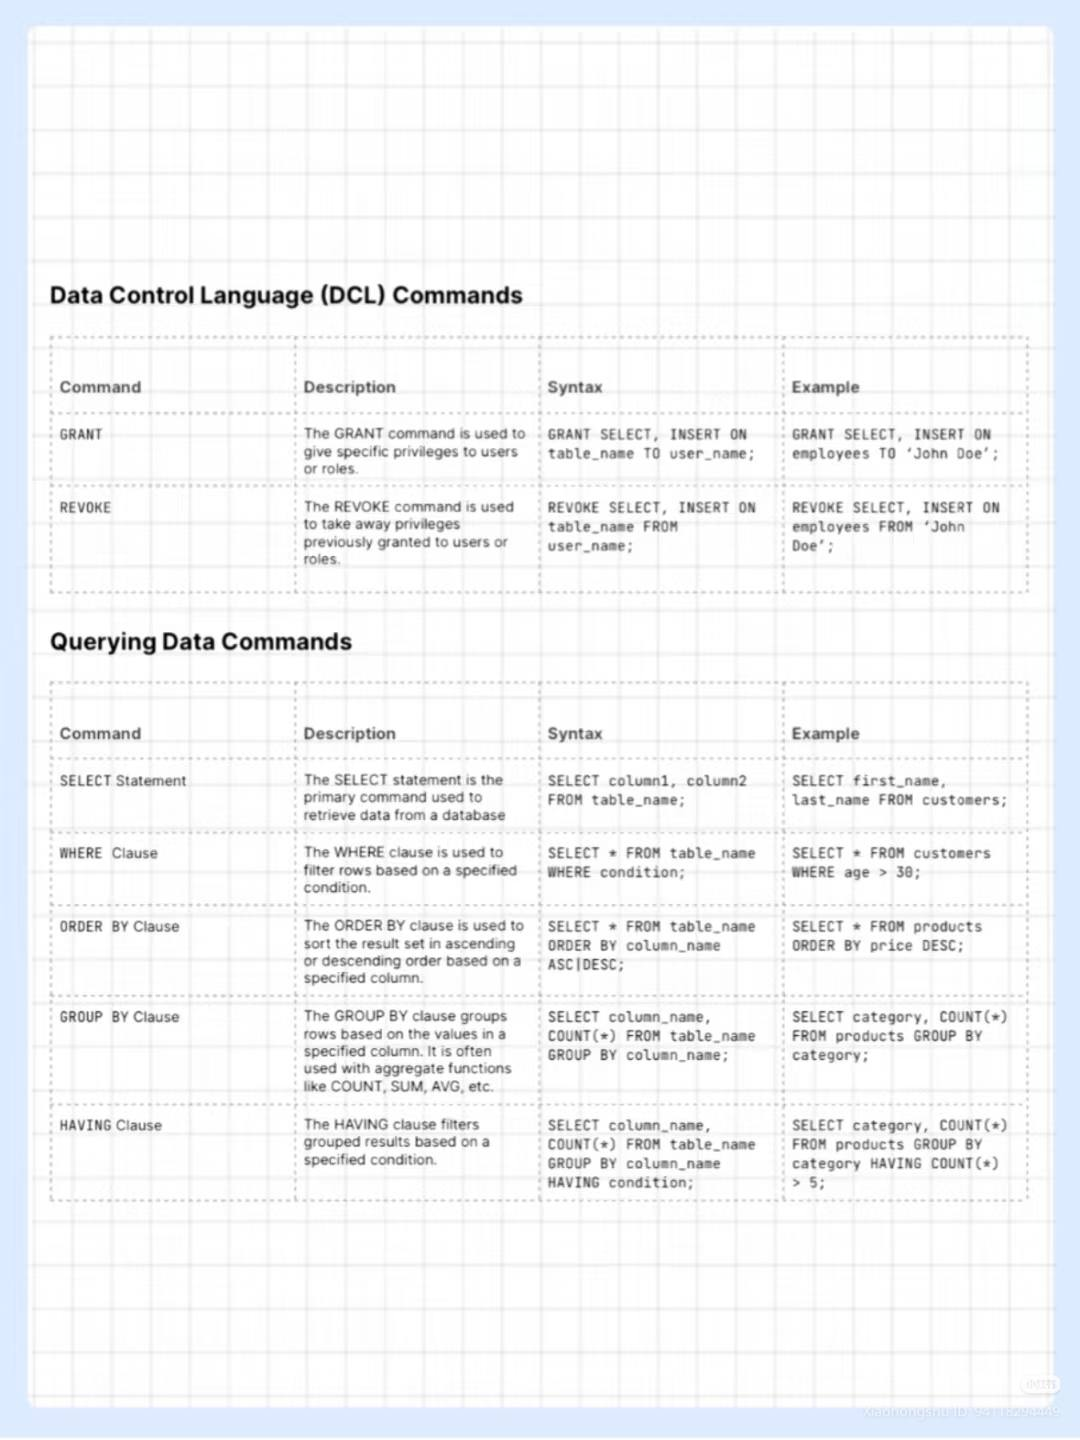 Data Control Language (DCL) Commands
Command
Description
Syntax
Example
GRANT
The GRANT command is used to
give specific privileges to users
or roles.
GRANT SELECT, INSERT ON
table_name TO user_name;
GRANT SELECT, INSERT ON
employees TO ‘John Doe’;
REVOKE
The REVOKE command is used
to take away privileges
previously granted to users or
roles.
REVOKE SELECT, INSERT ON
table_name FROM
user_name;
REVOKE SELECT, INSERT ON
employees FROM ‘John
Doe’;
Querying Data Commands
Command
Description
Syntax
Example
SELECT Statement
The SELECT statement is the
primary command used to
retrieve data from a database
SELECT column1, column2
FROM table_name;
SELECT first_name,
last_name FROM customers;
WHERE Clause
The WHERE clause is used to
filter rows based on a specified
condition.
SELECT * FROM table_name
WHERE condition;
SELECT * FROM customers
WHERE age > 30;
ORDER BY Clause
The ORDER BY clause is used to
sort the result set in ascending
or descending order based on a
specified column.
SELECT * FROM table_name
ORDER BY column_name
ASC|DESC;
SELECT * FROM products
ORDER BY price DESC;
GROUP BY Clause
The GROUP BY clause groups
rows based on the values in a
specified column. It is often
used with aggregate functions
like COUNT, SUM, AVG, etc.
SELECT column_name,
COUNT(*) FROM table_name
GROUP BY column_name;
SELECT category, COUNT(*)
FROM products GROUP BY
category;
HAVING Clause
The HAVING clause filters
grouped results based on a
specified condition.
SELECT column_name,
COUNT(*) FROM table_name
GROUP BY column_name
HAVING condition;
SELECT category, COUNT(*)
FROM products GROUP BY
category HAVING COUNT(*)
> 5;
小红书
xiaohongshu ID: